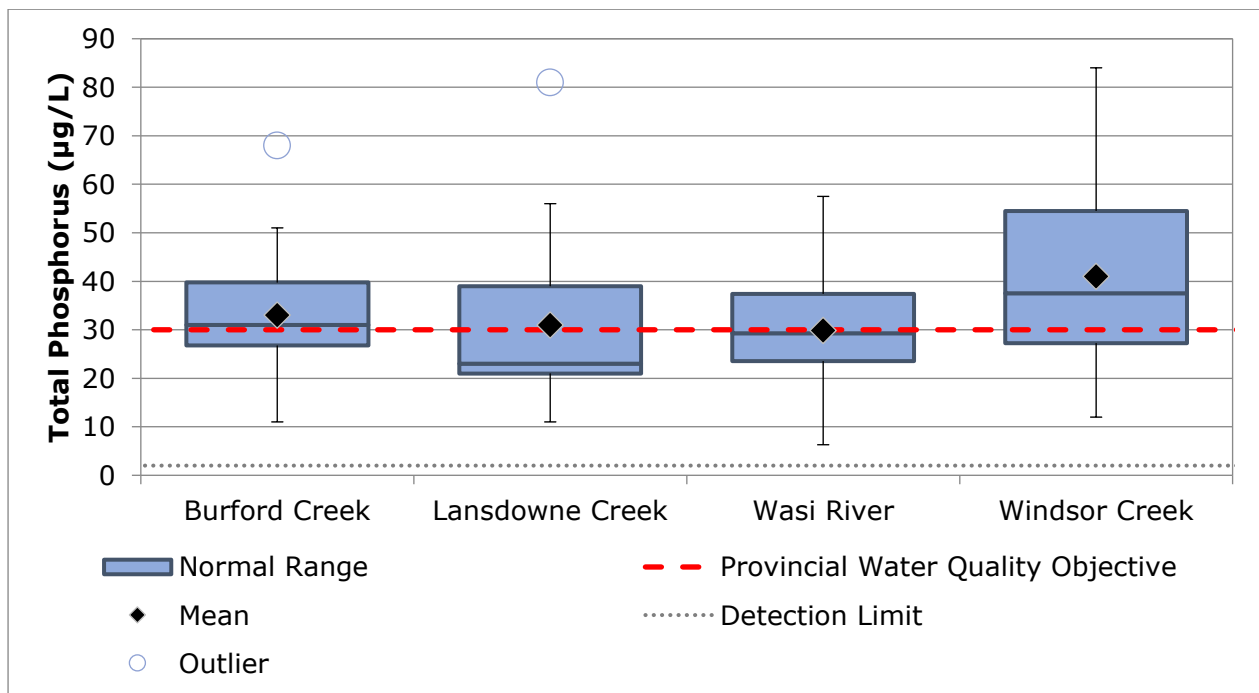 Total Phosphorus (µg/L)
90
80
70
60
50
40
30
20
10
0
Burford Creek Lansdowne Creek Wasi River Windsor Creek
Normal Range Provincial Water Quality Objective
Mean Detection Limit
Outlier